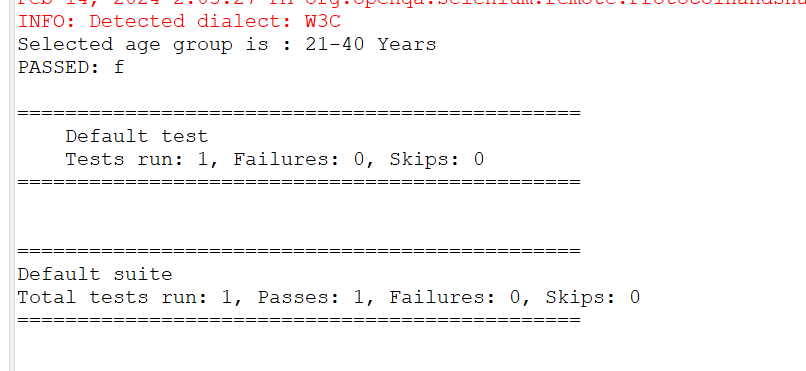 INFO: Detected dialect: W3C
Selected age group is : 21-40 Years
PASSED: f
===============================================
Default test
Tests run: 1, Failures: 0, Skips: 0
===============================================
===============================================
Default suite
Total tests run: 1, Passes: 1, Failures: 0, Skips: 0
===============================================